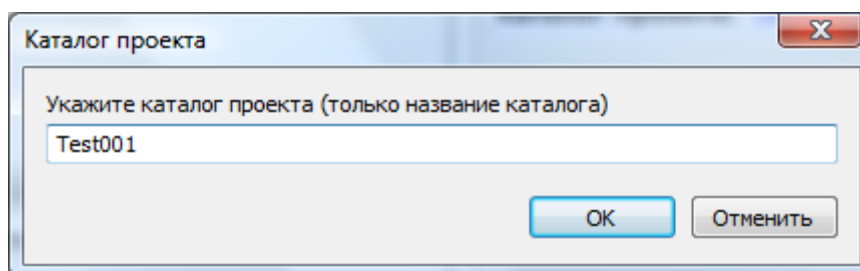 Каталог проекта
Укажите каталог проекта (только название каталога)
Test001
OK
Отменить